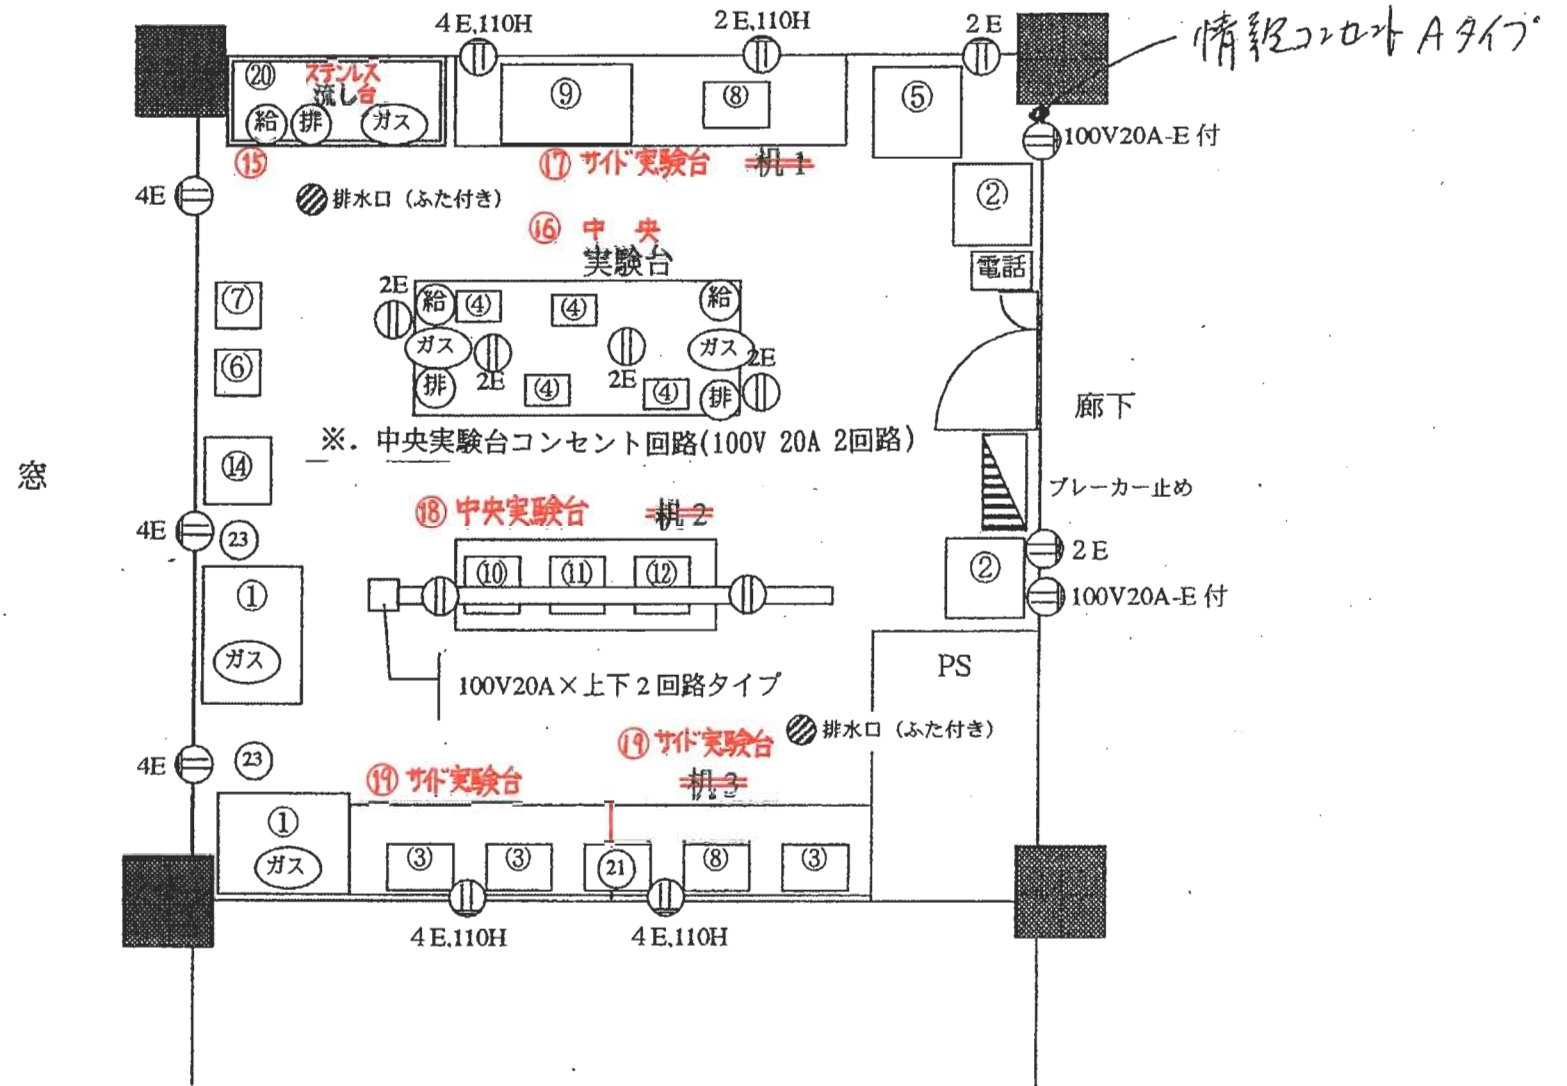 4E,110H
2E,110H
2E
情報コンセント Aタイプ
⑳
ステンレス
流し台
給
排
ガス
⑨
⑧
⑤
100V20A-E 付
⑮
⑰ サイド実験台
机1
②
4E
排水口（ふた付き）
⑯ 中央
実験台
電話
⑦
2E
給
④
④
給
ガス
2E
2E
ガス
2E
⑥
排
④
④
排
廊下
※. 中央実験台コンセント回路(100V 20A 2回路)
⑭
窓
ブレーカー止め
⑱ 中央実験台
机2
4E
23
2E
⑩
⑪
⑫
②
100V20A-E 付
①
ガス
PS
100V20A×上下2回路タイプ
排水口（ふた付き）
⑲ サイド実験台
4E
23
⑲ サイド実験台
机3
①
ガス
③
③
21
⑧
③
4E,110H
4E,110H